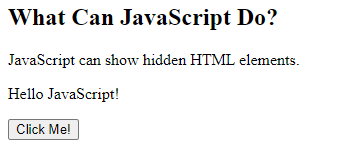 What Can JavaScript Do?
JavaScript can show hidden HTML elements.
Hello JavaScript!
Click Me!